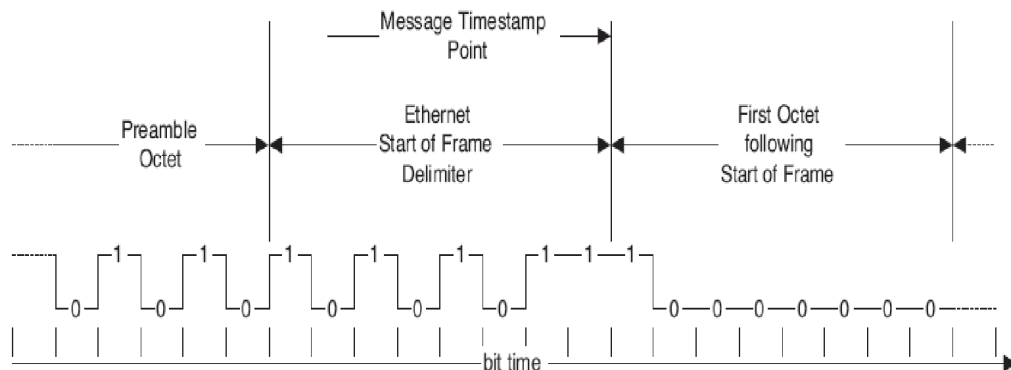 Message Timestamp
Point
Preamble
Octet
Ethernet
Start of Frame
Delimiter
First Octet
following
Start of Frame
1 1 1 1 1 1 1 1
0 0 0 0 0 0 0 0 0 0 0 0 0
bit time